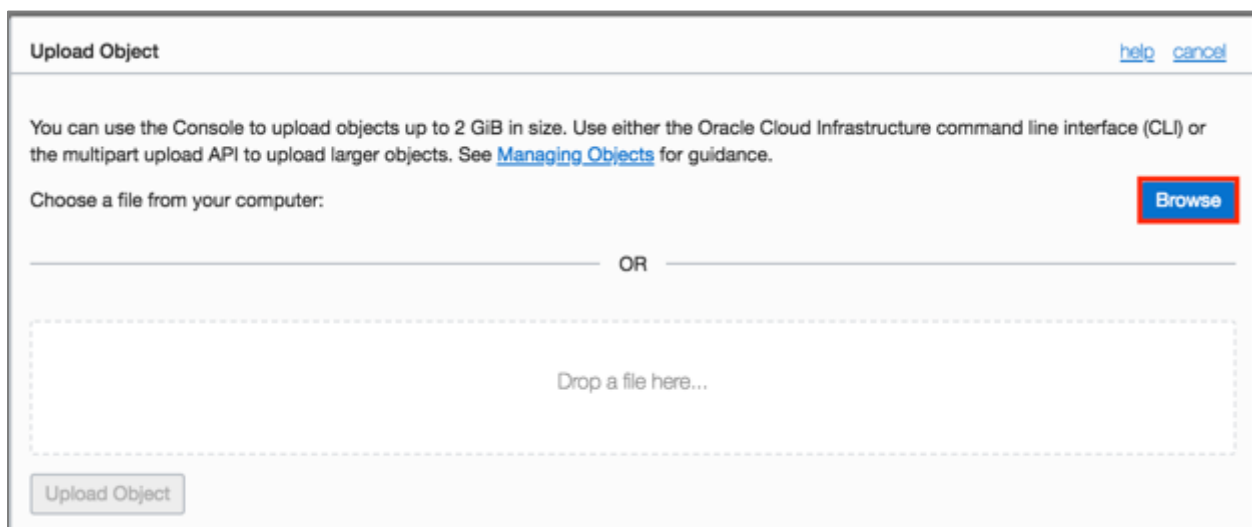 Upload Object help cancel
You can use the Console to upload objects up to 2 GiB in size. Use either the Oracle Cloud Infrastructure command line interface (CLI) or
the multipart upload API to upload larger objects. See Managing Objects for guidance.
Choose a file from your computer: Browse
OR
Drop a file here...
Upload Object